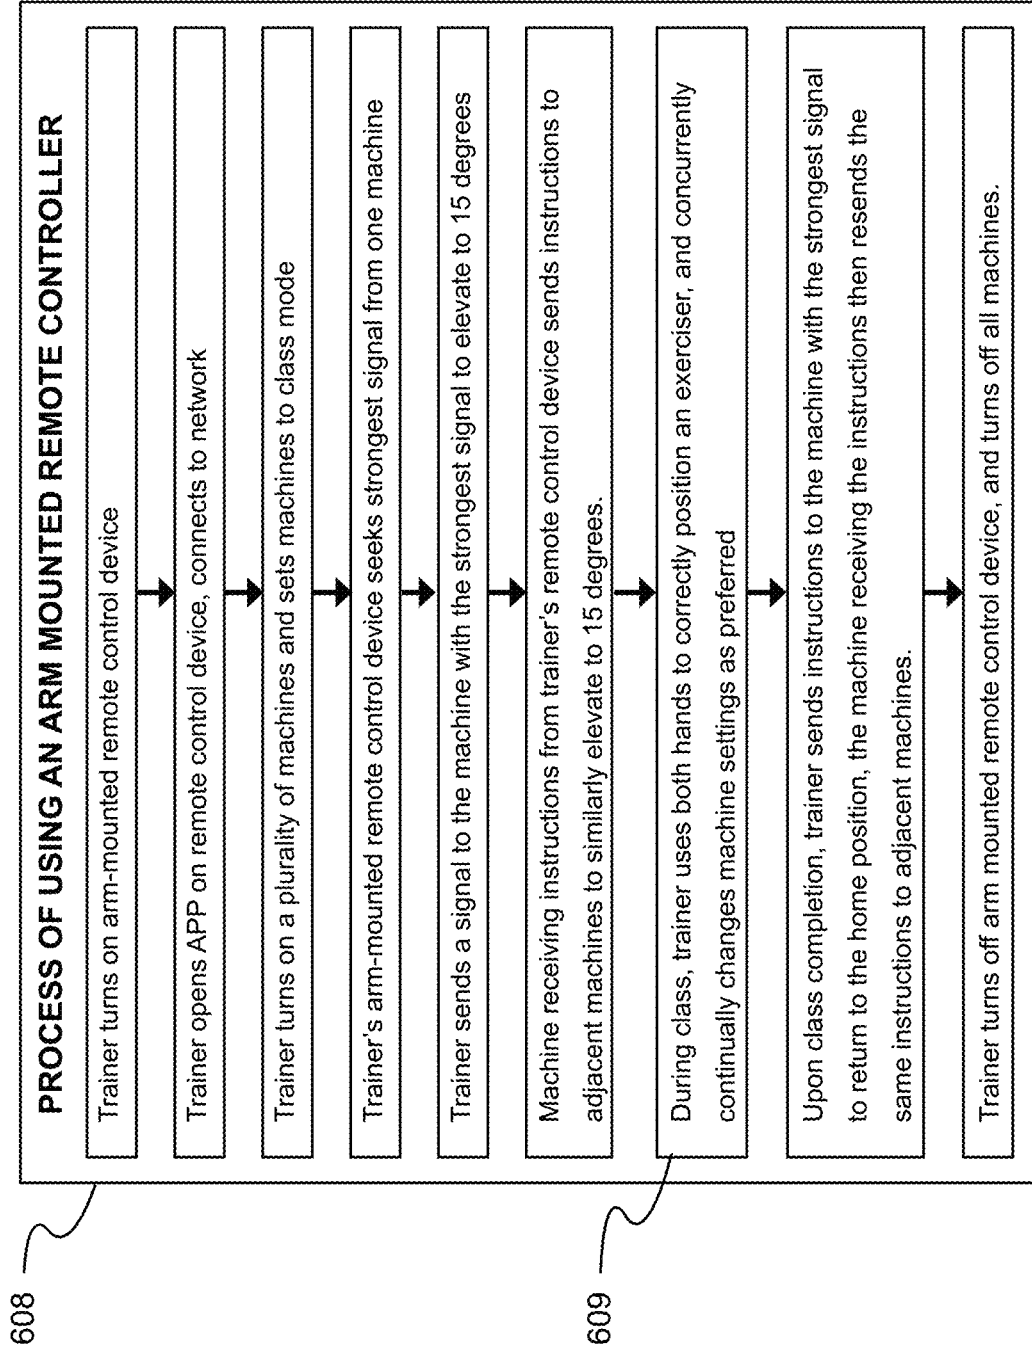 PROCESS OF USING AN ARM MOUNTED REMOTE CONTROLLER
608
Trainer turns on arm-mounted remote control device
Trainer opens APP on remote control device, connects to network
Trainer turns on a plurality of machines and sets machines to class mode
Trainer's arm-mounted remote control device seeks strongest signal from one machine
Trainer sends a signal to the machine with the strongest signal to elevate to 15 degrees
Machine receiving instructions from trainer's remote control device sends instructions to
adjacent machines to similarly elevate to 15 degrees.
609
During class, trainer uses both hands to correctly position an exerciser, and concurrently
continually changes machine settings as preferred
Upon class completion, trainer sends instructions to the machine with the strongest signal
to return to the home position, the machine receiving the instructions then resends the
same instructions to adjacent machines.
Trainer turns off arm mounted remote control device, and turns off all machines.